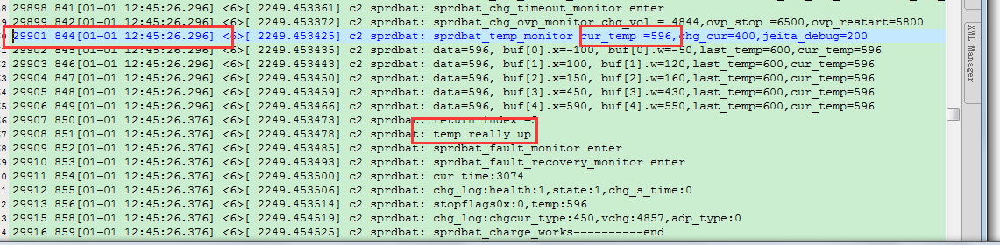 29898 841[01-01 12:45:26.296] <6>[ 2249.453361] c2 sprdbat: sprdbat_chg_timeout_monitor enter
29899 842[01-01 12:45:26.296] <6>[ 2249.453372] c2 sprdbat: sprdbat_chg_ovp_monitor chg_vol = 4844,ovp_stop =6500,ovp_restart=5800
29901 844[01-01 12:45:26.296] <6>[ 2249.453425] c2 sprdbat: sprdbat_temp_monitor cur_temp =596,chg_cur=400,jeita_debug=200
29902 845[01-01 12:45:26.296] <6>[ 2249.453435] c2 sprdbat: data=596, buf[0].x=-100, buf[0].w=-50,last_temp=600,cur_temp=596
29903 846[01-01 12:45:26.296] <6>[ 2249.453443] c2 sprdbat: data=596, buf[1].x=100, buf[1].w=120,last_temp=600,cur_temp=596
29904 847[01-01 12:45:26.296] <6>[ 2249.453450] c2 sprdbat: data=596, buf[2].x=150, buf[2].w=160,last_temp=600,cur_temp=596
29905 848[01-01 12:45:26.296] <6>[ 2249.453459] c2 sprdbat: data=596, buf[3].x=450, buf[3].w=430,last_temp=600,cur_temp=596
29906 849[01-01 12:45:26.296] <6>[ 2249.453466] c2 sprdbat: data=596, buf[4].x=590, buf[4].w=550,last_temp=600,cur_temp=596
29907 850[01-01 12:45:26.376] <6>[ 2249.453473] c2 sprdbat: return index =5
29908 851[01-01 12:45:26.376] <6>[ 2249.453478] c2 sprdbat: temp really up
29909 852[01-01 12:45:26.376] <6>[ 2249.453485] c2 sprdbat: sprdbat_fault_monitor enter
29910 853[01-01 12:45:26.376] <6>[ 2249.453493] c2 sprdbat: sprdbat_fault_recovery_monitor enter
29911 854[01-01 12:45:26.376] <6>[ 2249.453500] c2 sprdbat: cur time:3074
29912 855[01-01 12:45:26.376] <6>[ 2249.453506] c2 sprdbat: chg_log:health:1,state:1,chg_s_time:0
29913 856[01-01 12:45:26.376] <6>[ 2249.453514] c2 sprdbat: stopflags0x:0,temp:596
29915 858[01-01 12:45:26.376] <6>[ 2249.454519] c2 sprdbat: chg_log:chgcur_type:450,vchg:4857,adp_type:0
29916 859[01-01 12:45:26.376] <6>[ 2249.454525] c2 sprdbat: sprdbat_charge_works----------end
XML Manager